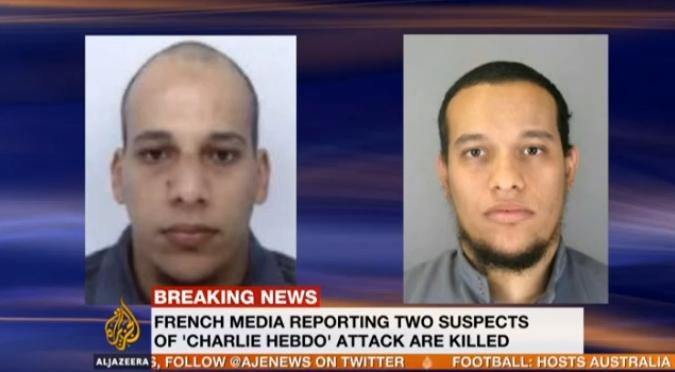 BREAKING NEWS
FRENCH MEDIA REPORTING TWO SUSPECTS
OF 'CHARLIE HEBDO' ATTACK ARE KILLED
ALJAZEERA
S, FOLLOW @AJENEWS ON TWITTER FOOTBALL: HOSTS AUSTRALIA